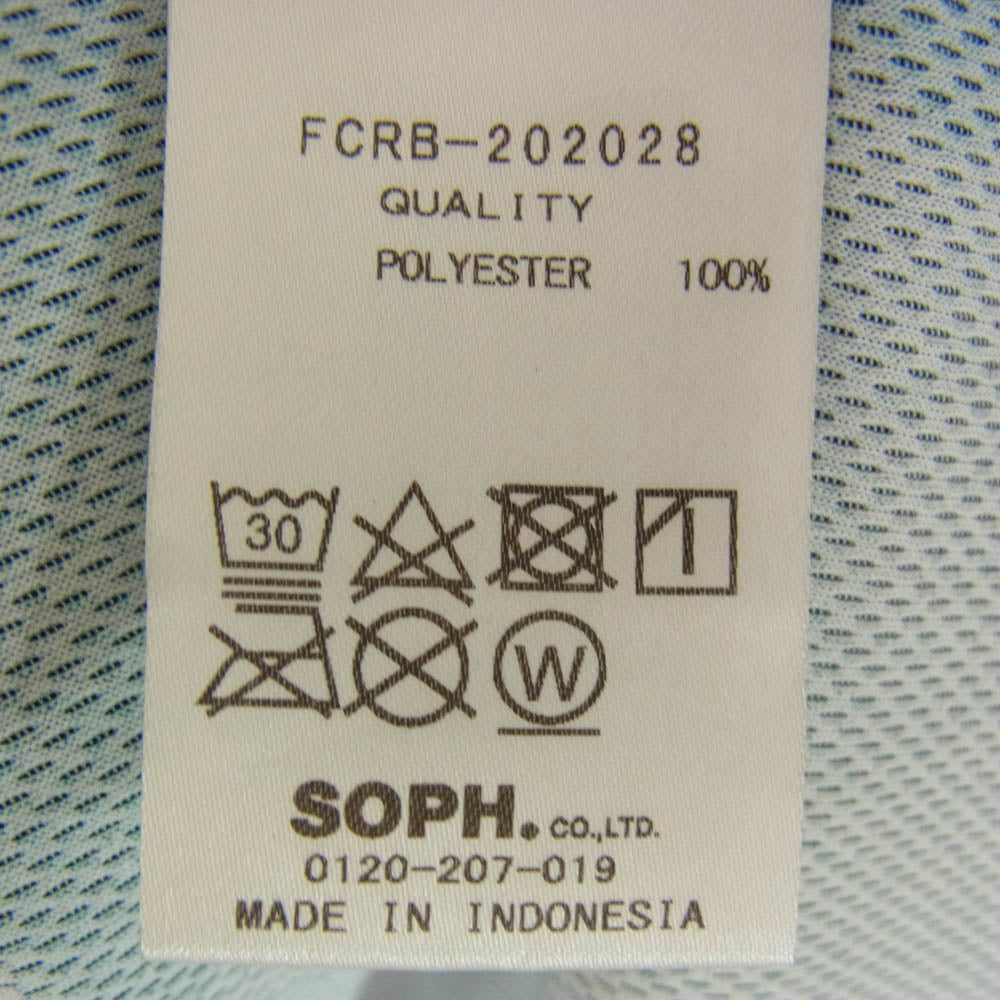 FCRB-202028
QUALITY
POLYESTER 100%
30
W
SOPH. CO.,LTD.
0120-207-019
MADE IN INDONESIA